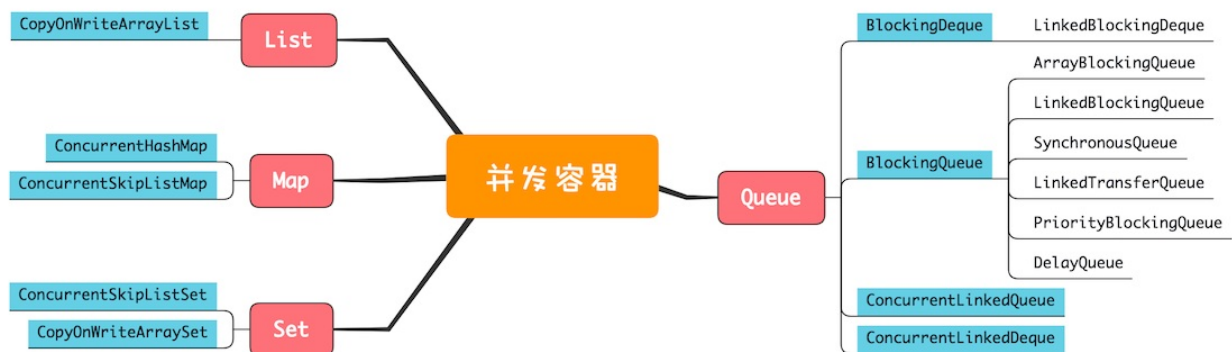 CopyOnWriteArrayList
List
ConcurrentHashMap
ConcurrentSkipListMap
Map
ConcurrentSkipListSet
CopyOnWriteArraySet
Set
并发容器
Queue
BlockingDeque
LinkedBlockingDeque
BlockingQueue
ArrayBlockingQueue
LinkedBlockingQueue
SynchronousQueue
LinkedTransferQueue
PriorityBlockingQueue
DelayQueue
ConcurrentLinkedQueue
ConcurrentLinkedDeque